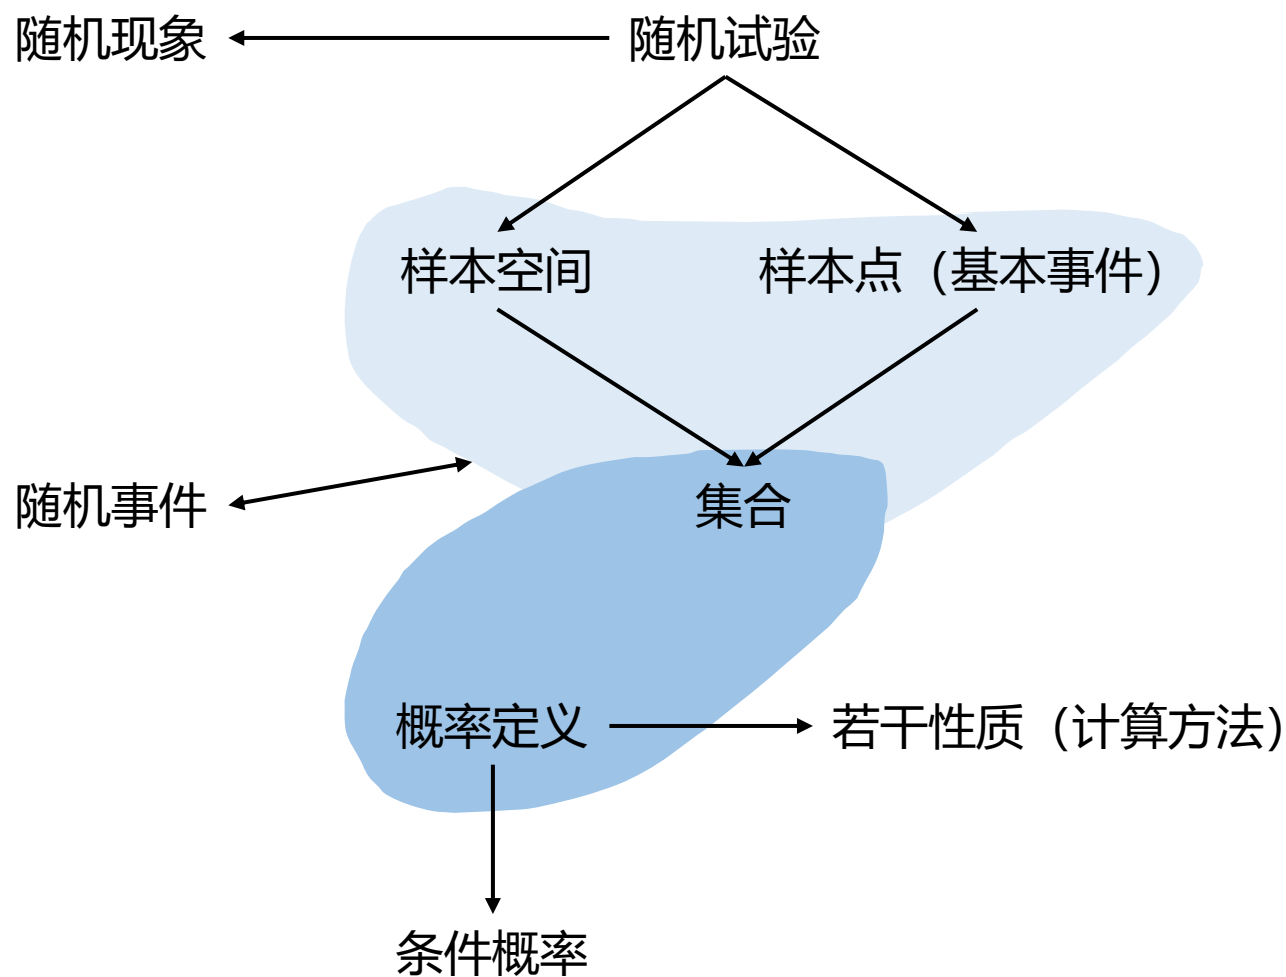 随机现象
随机试验
样本空间
样本点（基本事件）
随机事件
集合
概率定义
若干性质（计算方法）
条件概率